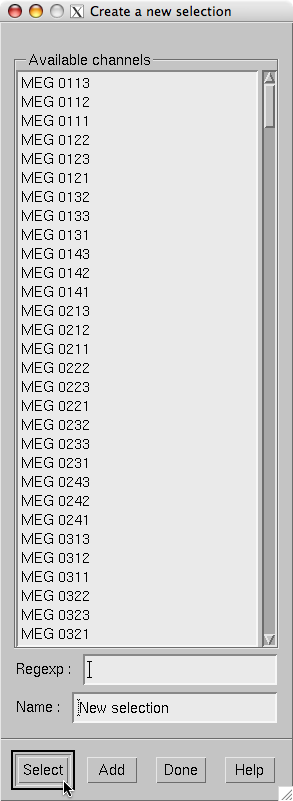 Create a new selection
Available channels
MEG 0113
MEG 0112
MEG 0111
MEG 0122
MEG 0123
MEG 0121
MEG 0132
MEG 0133
MEG 0131
MEG 0143
MEG 0142
MEG 0141
MEG 0213
MEG 0212
MEG 0211
MEG 0222
MEG 0223
MEG 0221
MEG 0232
MEG 0233
MEG 0231
MEG 0243
MEG 0242
MEG 0241
MEG 0313
MEG 0312
MEG 0311
MEG 0322
MEG 0323
MEG 0321
Regexp :
Name : New selection
Select Add Done Help